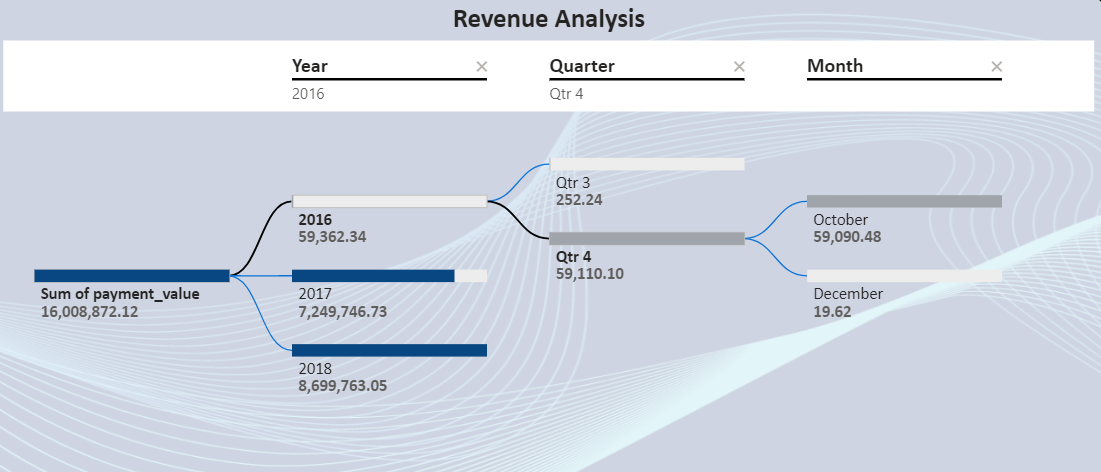 Revenue Analysis
Year
Quarter
Month
2016
Qtr 4
Qtr 3
252.24
2016
59,362.34
Qtr 4
59,110.10
October
59,090.48
Sum of payment_value
16,008,872.12
2017
7,249,746.73
December
19.62
2018
8,699,763.05